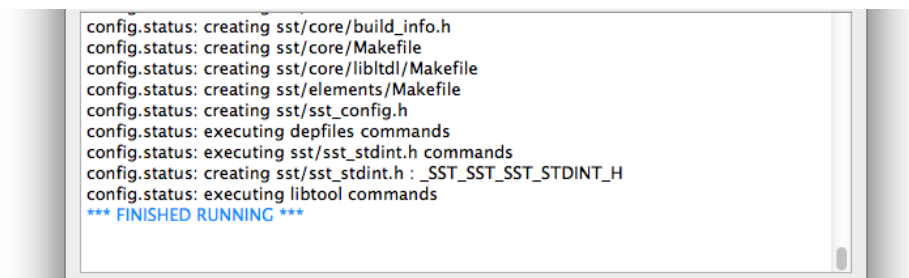 config.status: creating sst/core/build_info.h
config.status: creating sst/core/Makefile
config.status: creating sst/core/libltdl/Makefile
config.status: creating sst/elements/Makefile
config.status: creating sst/sst_config.h
config.status: executing depfiles commands
config.status: executing sst/sst_stdint.h commands
config.status: creating sst/sst_stdint.h : _SST_SST_SST_STDINT_H
config.status: executing libtool commands
*** FINISHED RUNNING ***